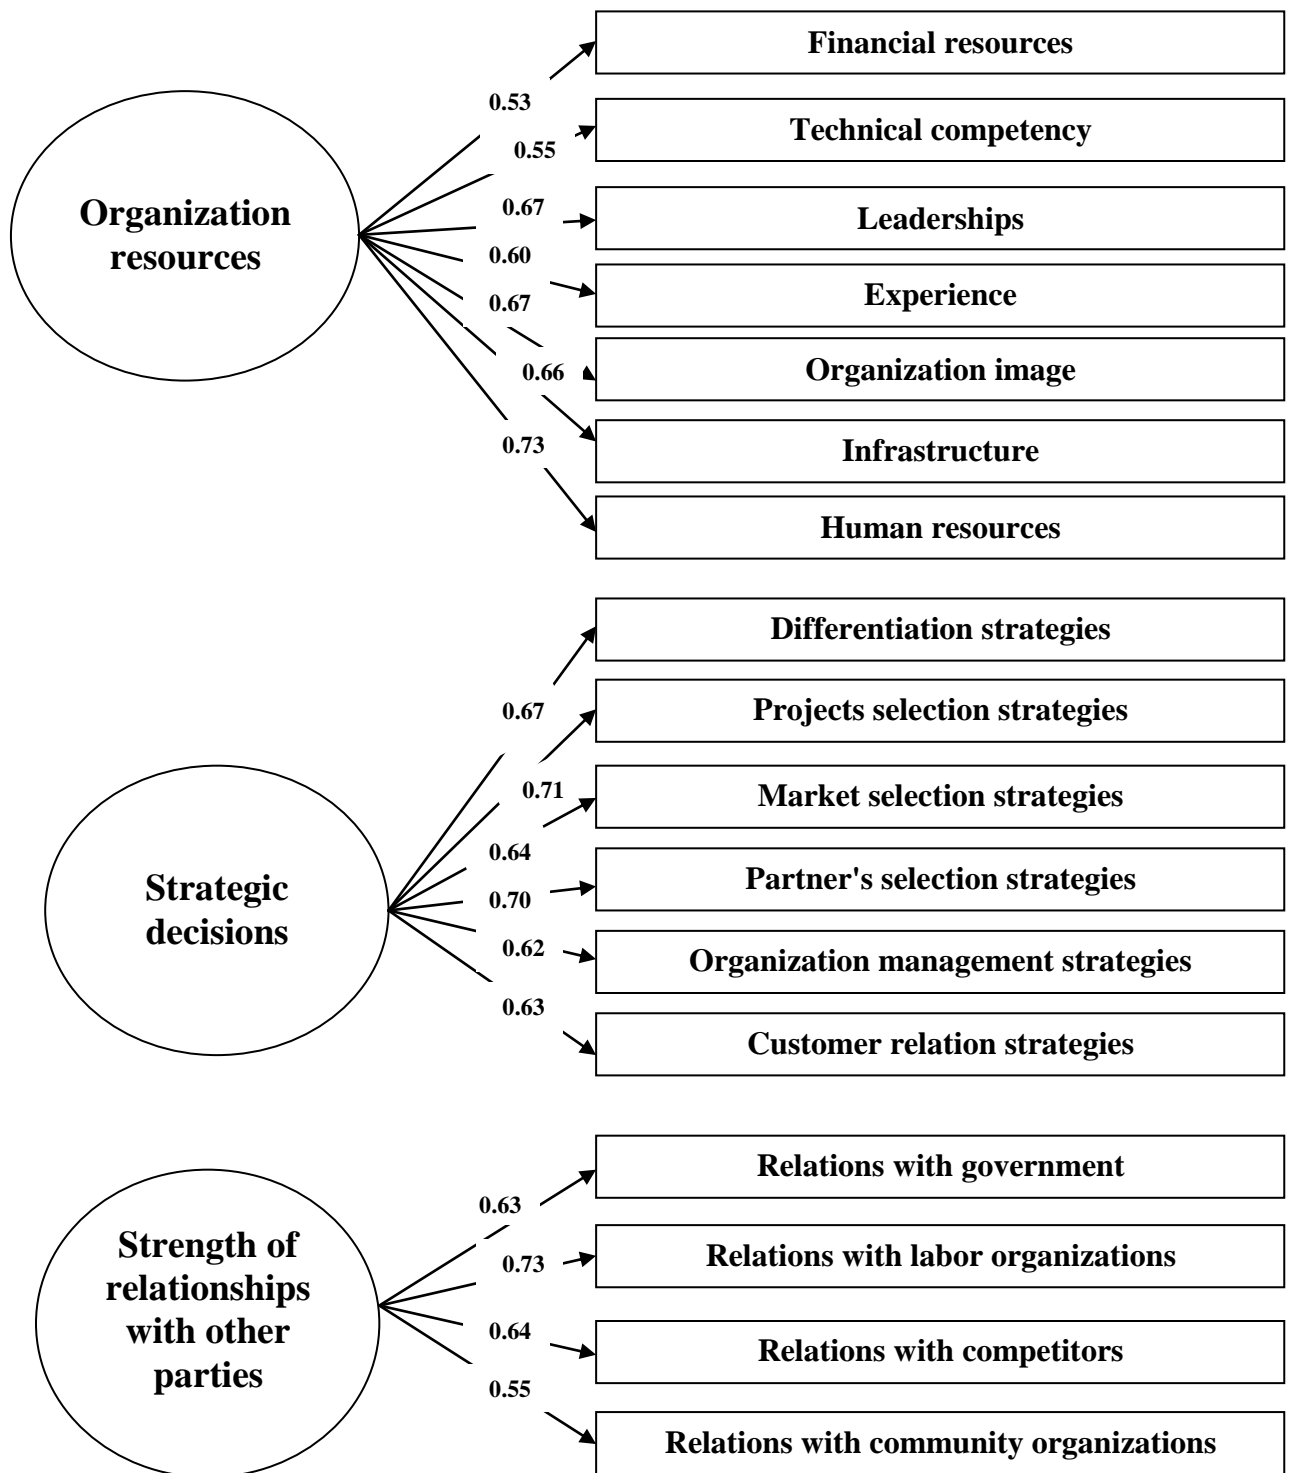 Financial resources
0.53
Technical competency
0.55
Organization
resources
Leaderships
0.67
0.60
Experience
0.67
Organization image
0.66
Infrastructure
0.73
Human resources
Differentiation strategies
0.67
Projects selection strategies
0.71
Market selection strategies
0.64
Strategic
decisions
Partner's selection strategies
0.70
0.62
Organization management strategies
0.63
Customer relation strategies
Relations with government
0.63
Strength of
relationships
with other
parties
Relations with labor organizations
0.73
0.64
Relations with competitors
0.55
Relations with community organizations